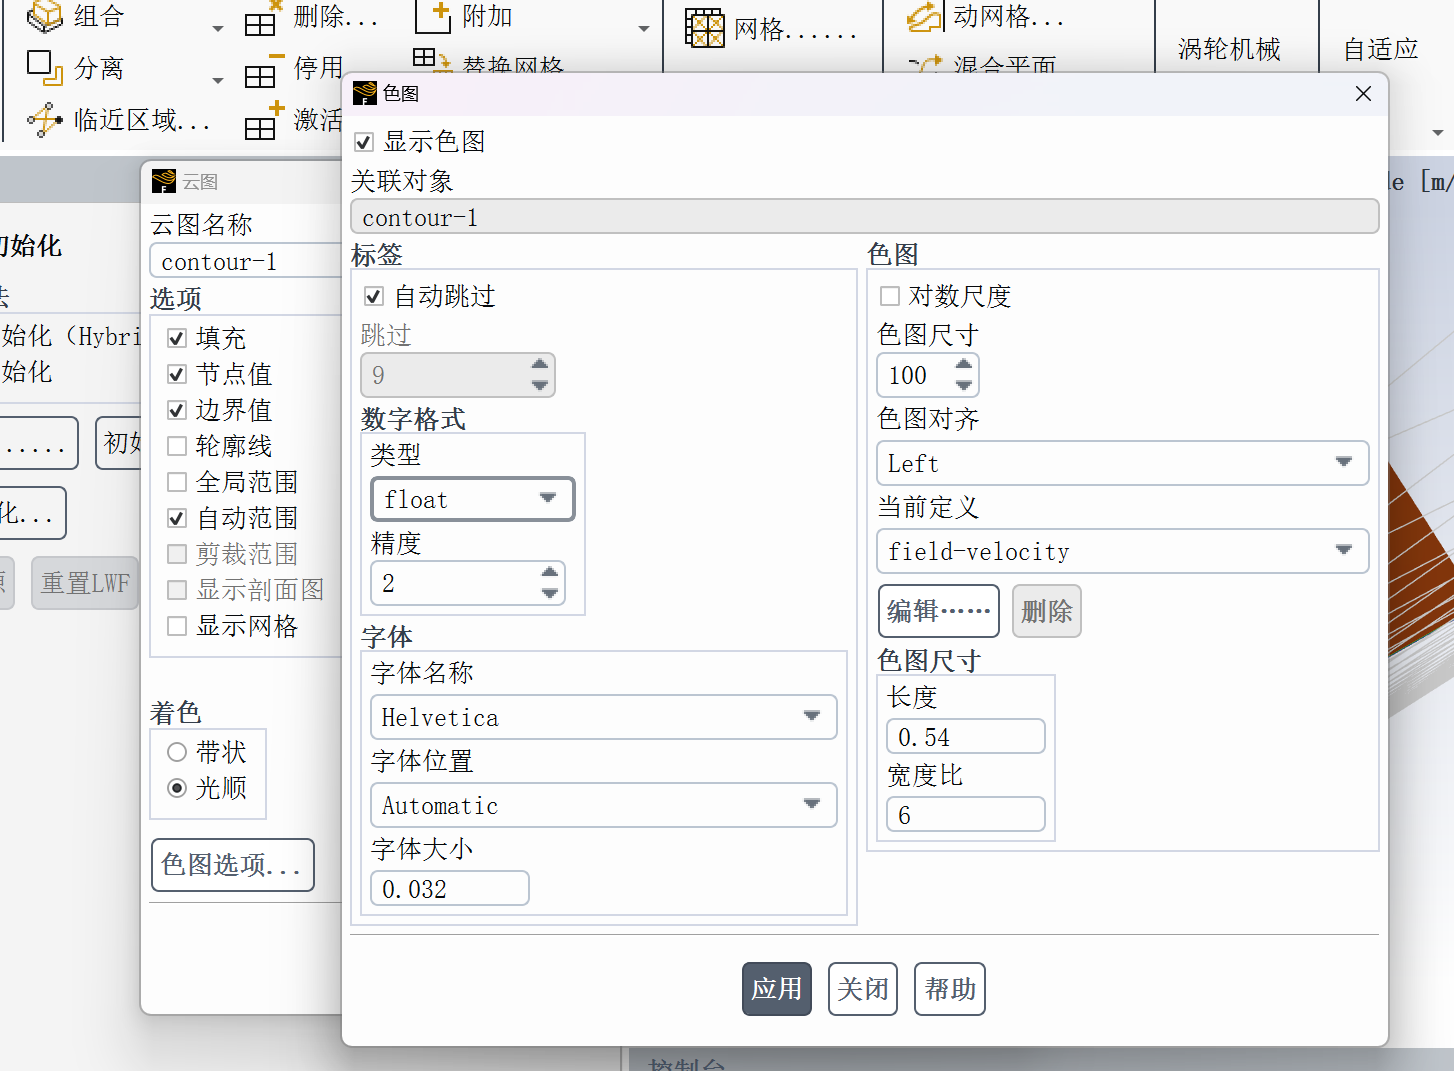 组合
删除...
附加
网格......
动网格...
涡轮机械
自适应
分离
停用
替换网格
混合平面
临近区域...
激活
色图
显示色图
关联对象
contour-1
标签
自动跳过
跳过
9
数字格式
类型
float
精度
2
字体
字体名称
Helvetica
字体位置
Automatic
字体大小
0.032
色图
对数尺度
色图尺寸
100
色图对齐
Left
当前定义
field-velocity
编辑······
删除
色图尺寸
长度
0.54
宽度比
6
应用
关闭
帮助
云图
云图名称
contour-1
选项
填充
节点值
边界值
轮廓线
全局范围
自动范围
剪裁范围
显示剖面图
显示网格
着色
带状
光顺
色图选项...
初始化
始化（Hybri
始化
......
初始
化...
重置LWF
[m/
控制台